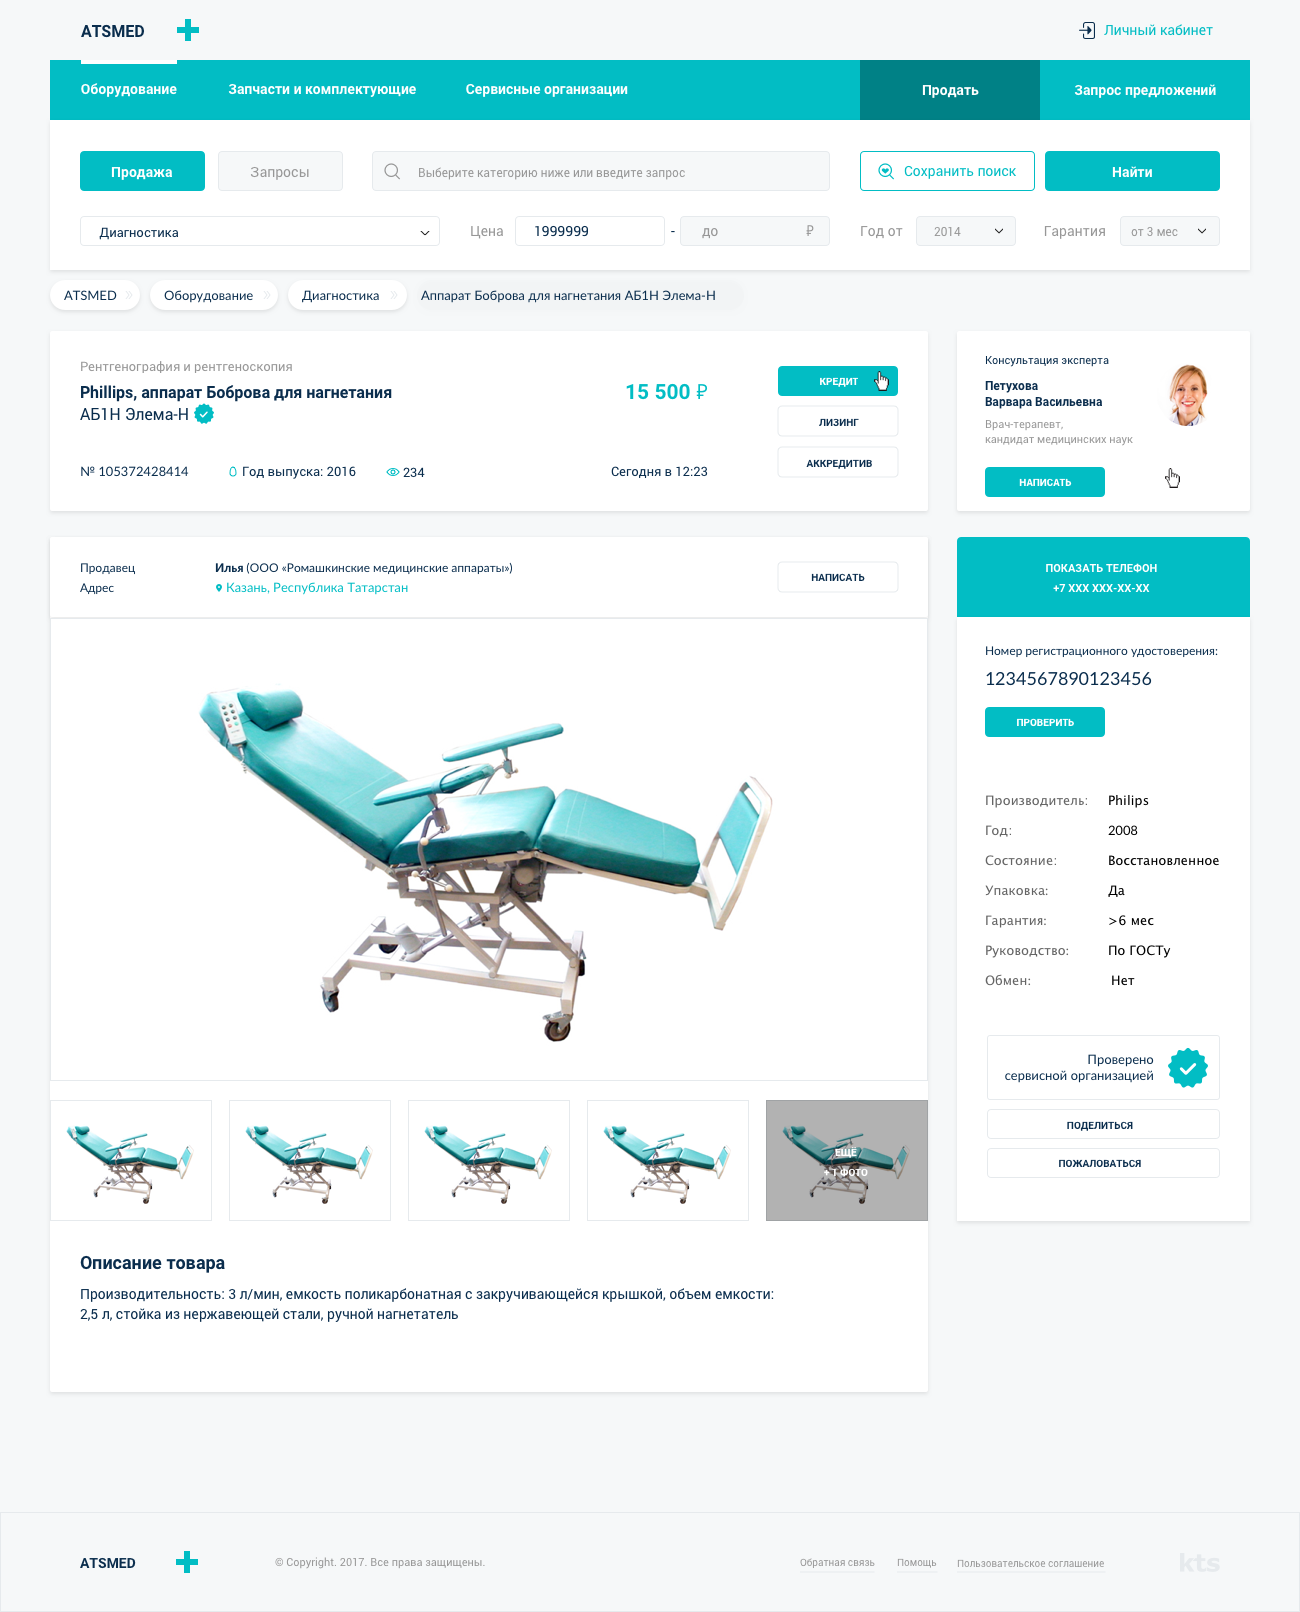 ATSMED
Личный кабинет
Оборудование
Запчасти и комплектующие
Сервисные организации
Продать
Запрос предложений
Продажа
Запросы
Выберите категорию ниже или введите запрос
Сохранить поиск
Найти
Диагностика
Цена
1999999
-
до
₽
Год от
2014
Гарантия
от 3 мес
ATSMED
Оборудование
Диагностика
Аппарат Боброва для нагнетания АБ1Н Элема-Н
Рентгенография и рентгеноскопия
Phillips, аппарат Боброва для нагнетания
АБ1Н Элема-Н
15 500 ₽
№ 105372428414
Год выпуска: 2016
234
Сегодня в 12:23
КРЕДИТ
ЛИЗИНГ
АККРЕДИТИВ
Консультация эксперта
Петухова
Варвара Васильевна
Врач-терапевт,
кандидат медицинских наук
НАПИСАТЬ
Продавец
Илья (ООО «Ромашкинские медицинские аппараты»)
Адрес
Казань, Республика Татарстан
НАПИСАТЬ
ПОКАЗАТЬ ТЕЛЕФОН
+7 XXX XXX-XX-XX
Номер регистрационного удостоверения:
1234567890123456
ПРОВЕРИТЬ
Производитель: Philips
Год: 2008
Состояние: Восстановленное
Упаковка: Да
Гарантия: >6 мес
Руководство: По ГОСТу
Обмен: Нет
Проверено
сервисной организацией
ПОДЕЛИТЬСЯ
ПОЖАЛОВАТЬСЯ
ЕЩЁ
+ 1 ФОТО
Описание товара
Производительность: 3 л/мин, емкость поликарбонатная с закручивающейся крышкой, объем емкости:
2,5 л, стойка из нержавеющей стали, ручной нагнетатель
ATSMED
© Copyright. 2017. Все права защищены.
Обратная связь
Помощь
Пользовательское соглашение
kts